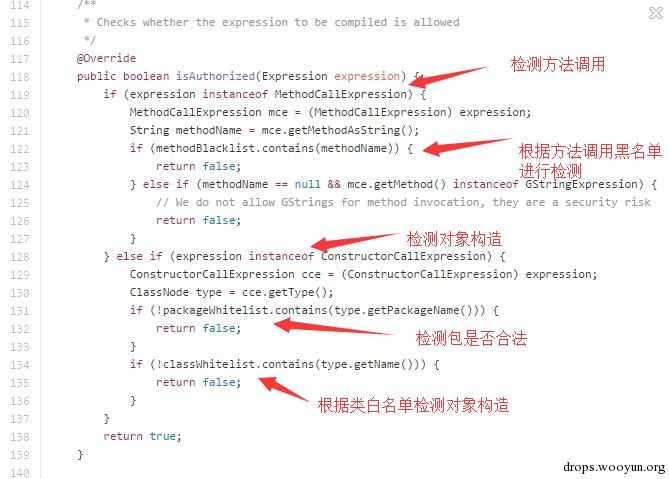 114 /**
115 * Checks whether the expression to be compiled is allowed
116 */
117 @Override
118 public boolean isAuthorized(Expression expression) {
检测方法调用
119 if (expression instanceof MethodCallExpression) {
120 MethodCallExpression mce = (MethodCallExpression) expression;
121 String methodName = mce.getMethodAsString();
122 if (methodBlacklist.contains(methodName)) {
根据方法调用黑名单
进行检测
123 return false;
124 } else if (methodName == null && mce.getMethod() instanceof GStringExpression) {
125 // We do not allow GStrings for method invocation, they are a security risk
126 return false;
127 }
检测对象构造
128 } else if (expression instanceof ConstructorCallExpression) {
129 ConstructorCallExpression cce = (ConstructorCallExpression) expression;
130 ClassNode type = cce.getType();
131 if (!packageWhitelist.contains(type.getPackageName())) {
132 return false;
检测包是否合法
133 }
134 if (!classWhitelist.contains(type.getName())) {
135 return false;
136 }
根据类白名单检测对象构造
137 }
138 return true;
139 }
140
drops.wooyun.org